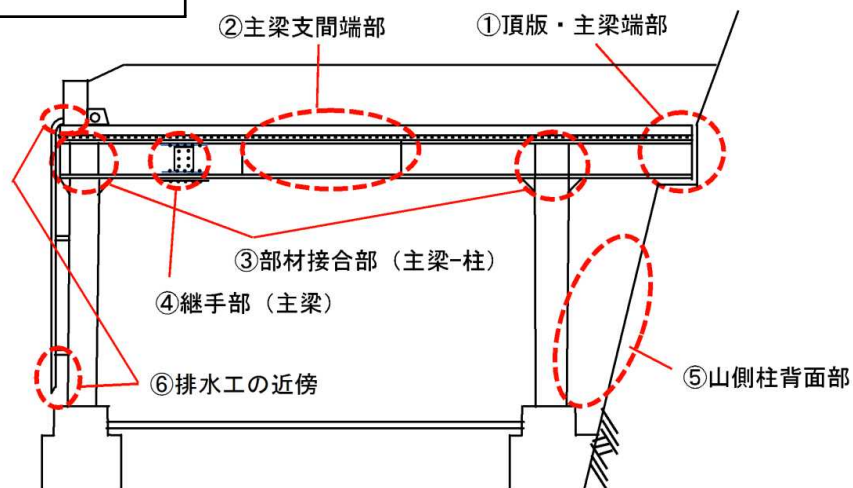 ②主梁支間端部
①頂版・主梁端部
③部材接合部（主梁-柱）
④継手部（主梁）
⑤山側柱背面部
⑥排水工の近傍